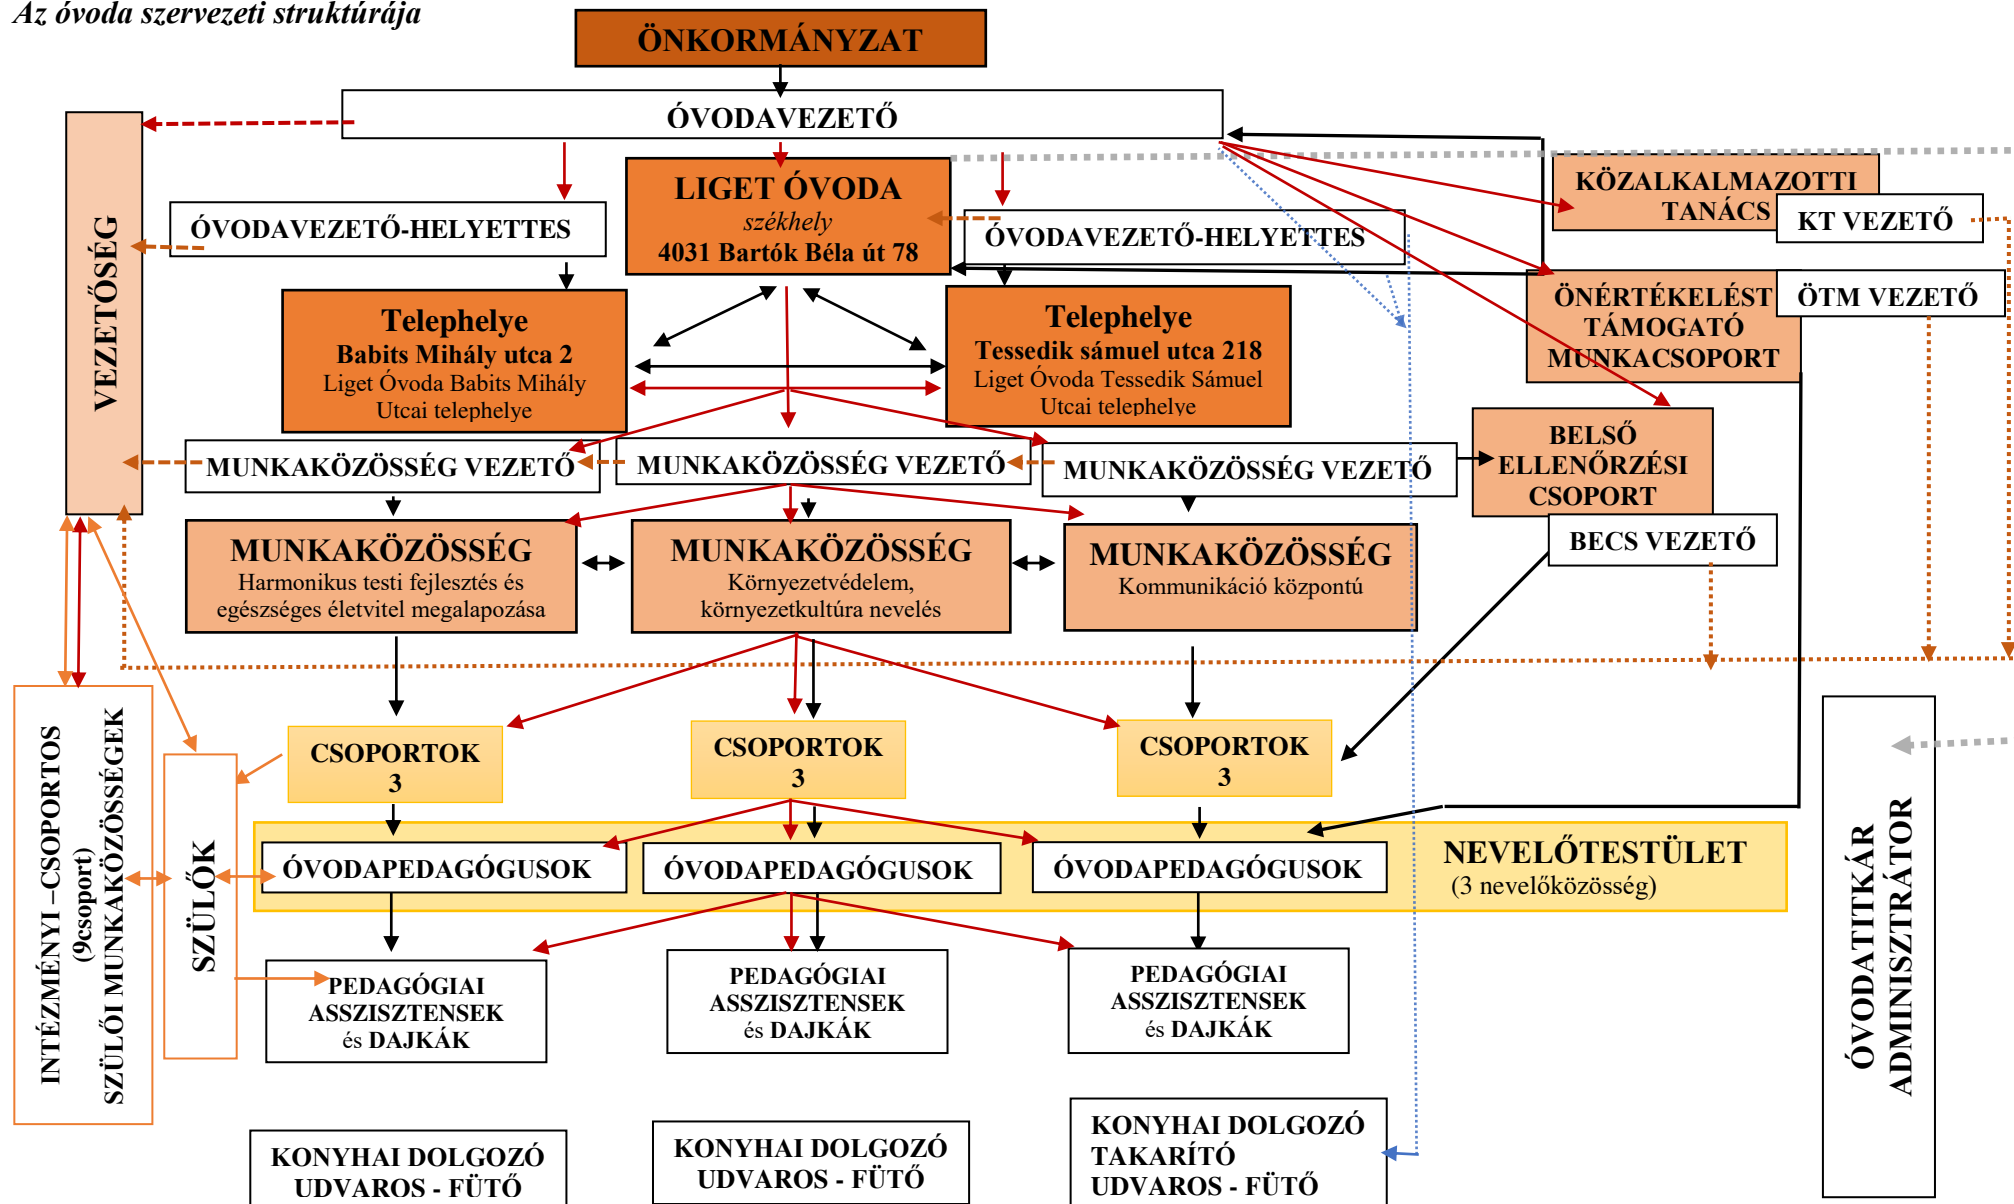 Az óvoda szervezeti struktúrája
ÖNKORMÁNYZAT
ÓVODAVEZETŐ
VEZETŐSÉG
ÓVODAVEZETŐ-HELYETTES
LIGET ÓVODA
székhely
4031 Bartók Béla út 78
ÓVODAVEZETŐ-HELYETTES
KÖZALKALMAZOTTI
TANÁCS
KT VEZETŐ
Telephelye
Babits Mihály utca 2
Liget Óvoda Babits Mihály
Utcai telephelye
Telephelye
Tessedik sámuel utca 218
Liget Óvoda Tessedik Sámuel
Utcai telephelye
ÖNÉRTÉKELÉST
TÁMOGATÓ
MUNKACSOPORT
ÖTM VEZETŐ
MUNKAKÖZÖSSÉG VEZETŐ
MUNKAKÖZÖSSÉG VEZETŐ
MUNKAKÖZÖSSÉG VEZETŐ
BELSŐ
ELLENŐRZÉSI
CSOPORT
BECS VEZETŐ
MUNKAKÖZÖSSÉG
Harmonikus testi fejlesztés és
egészséges életvitel megalapozása
MUNKAKÖZÖSSÉG
Környezetvédelem,
környezetkultúra nevelés
MUNKAKÖZÖSSÉG
Kommunikáció központú
INTÉZMÉNYI –CSOPORTOS
(9csoport)
SZÜLŐI MUNKAKÖZÖSSÉGEK
SZÜLŐK
CSOPORTOK
3
CSOPORTOK
3
CSOPORTOK
3
ÓVODAPEDAGÓGUSOK
ÓVODAPEDAGÓGUSOK
ÓVODAPEDAGÓGUSOK
NEVELŐTESTÜLET
(3 nevelőközösség)
PEDAGÓGIAI
ASSZISZTENSEK
és DAJKÁK
PEDAGÓGIAI
ASSZISZTENSEK
és DAJKÁK
PEDAGÓGIAI
ASSZISZTENSEK
és DAJKÁK
ÓVODATITKÁR
ADMINISZTRÁTOR
KONYHAI DOLGOZÓ
UDVAROS - FÜTŐ
KONYHAI DOLGOZÓ
UDVAROS - FÜTŐ
KONYHAI DOLGOZÓ
TAKARÍTÓ
UDVAROS - FÜTŐ